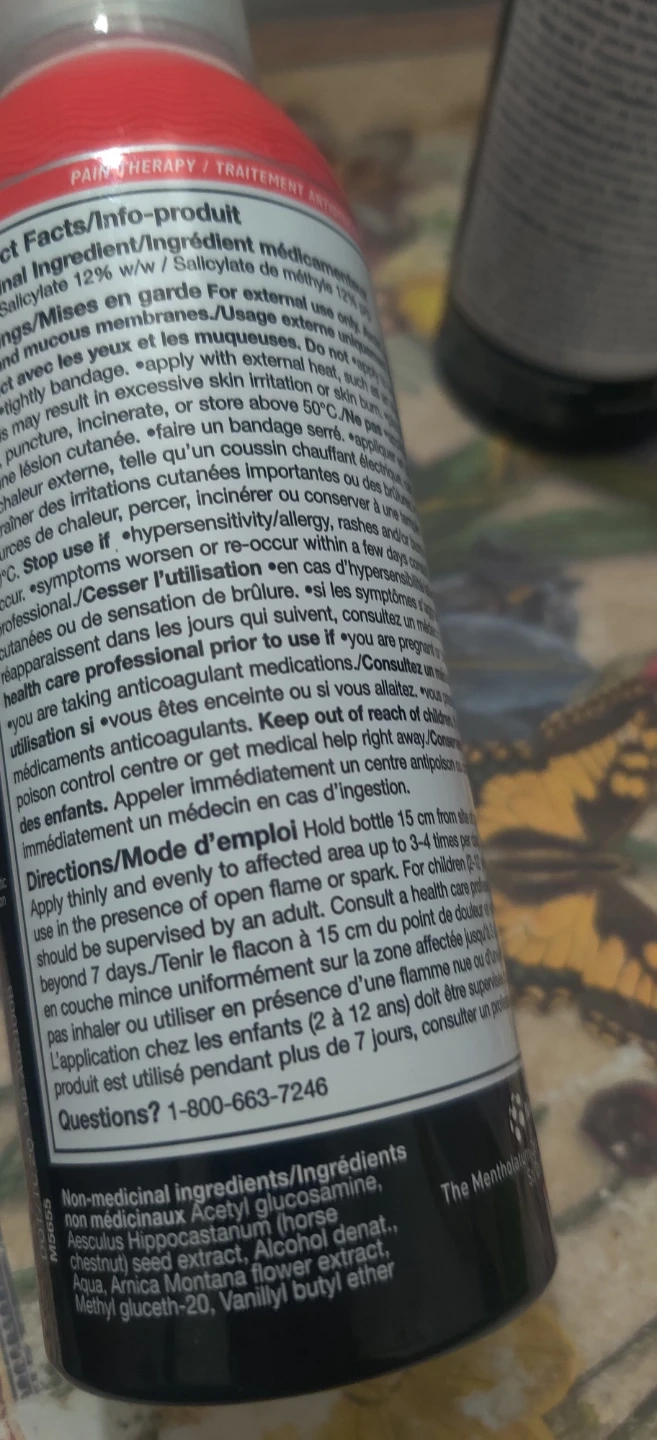 PAIN THERAPY / TRAITEMENT
ct Facts/Info-produit
nal Ingredient/Ingrédient médicamenteux
Salicylate 12% w/w / Salicylate de méthyle 12%
ngs/Mises en garde For external use only.
nd mucous membranes./Usage externe uniquement
ct avec les yeux et les muqueuses. Do not •apply
•tightly bandage. •apply with external heat, such as
s may result in excessive skin irritation or skin burn.
, puncture, incinerate, or store above 50°C./Ne pas
ne lésion cutanée. •faire un bandage serré. •appliquer
chaleur externe, telle qu'un coussin chauffant électrique
raîner des irritations cutanées importantes ou des brûlures
urces de chaleur, percer, incinérer ou conserver à une
°C. Stop use if •hypersensitivity/allergy, rashes and/or
ccur. •symptoms worsen or re-occur within a few days
rofessional./Cesser l'utilisation •en cas d'hypersensibilité
cutanées ou de sensation de brûlure. •si les symptômes
réapparaissent dans les jours qui suivent, consultez un
health care professional prior to use if •you are pregnant
•you are taking anticoagulant medications./Consultez un
utilisation si •vous êtes enceinte ou si vous allaitez. •vous
médicaments anticoagulants. Keep out of reach of children.
poison control centre or get medical help right away./
des enfants. Appeler immédiatement un centre antipoison
immédiatement un médecin en cas d'ingestion.
Directions/Mode d'emploi Hold bottle 15 cm from
Apply thinly and evenly to affected area up to 3-4 times per
use in the presence of open flame or spark. For children
should be supervised by an adult. Consult a health care
beyond 7 days./Tenir le flacon à 15 cm du point de douleur
en couche mince uniformément sur la zone affectée
pas inhaler ou utiliser en présence d'une flamme nue ou
L'application chez les enfants (2 à 12 ans) doit être
produit est utilisé pendant plus de 7 jours, consulter un
Questions? 1-800-663-7246
Non-medicinal ingredients/Ingrédients
non médicinaux Acetyl glucosamine,
Aesculus Hippocastanum (horse
chestnut) seed extract, Alcohol denat.,
Aqua, Arnica Montana flower extract,
Methyl gluceth-20, Vanillyl butyl ether
The Mentholatum
M5655